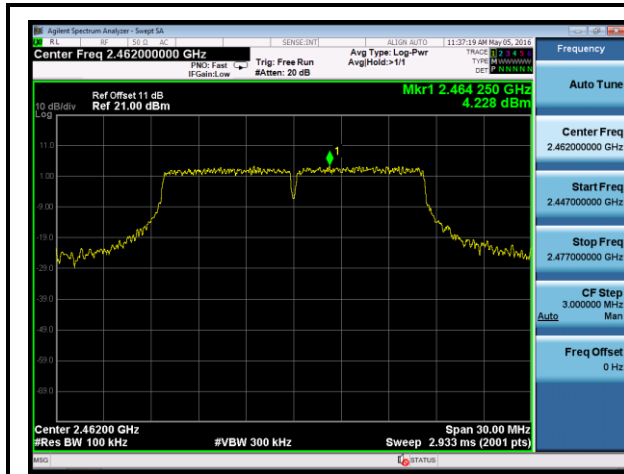 Agilent Spectrum Analyzer - Swept SA
RL RF 50 Ω AC SENSE:INT ALIGN AUTO 11:37:19 AM May 05, 2016
Center Freq 2.462000000 GHz
PNO: Fast
IFGain:Low
Trig: Free Run
#Atten: 20 dB
Avg Type: Log-Pwr
Avg|Hold:>1/1
TRACE 1 2 3 4 5 6
TYPE M WWWWW
DET P N N N N N
Ref Offset 11 dB
10 dB/div Ref 21.00 dBm
Log
Mkr1 2.464 250 GHz
4.228 dBm
11.0
1
1.00
-9.00
-19.0
-29.0
-39.0
-49.0
-59.0
-69.0
Center 2.46200 GHz Span 30.00 MHz
#Res BW 100 kHz #VBW 300 kHz Sweep 2.933 ms (2001 pts)
MSG STATUS
Frequency
Auto Tune
Center Freq
2.462000000 GHz
Start Freq
2.447000000 GHz
Stop Freq
2.477000000 GHz
CF Step
3.000000 MHz
Auto Man
Freq Offset
0 Hz